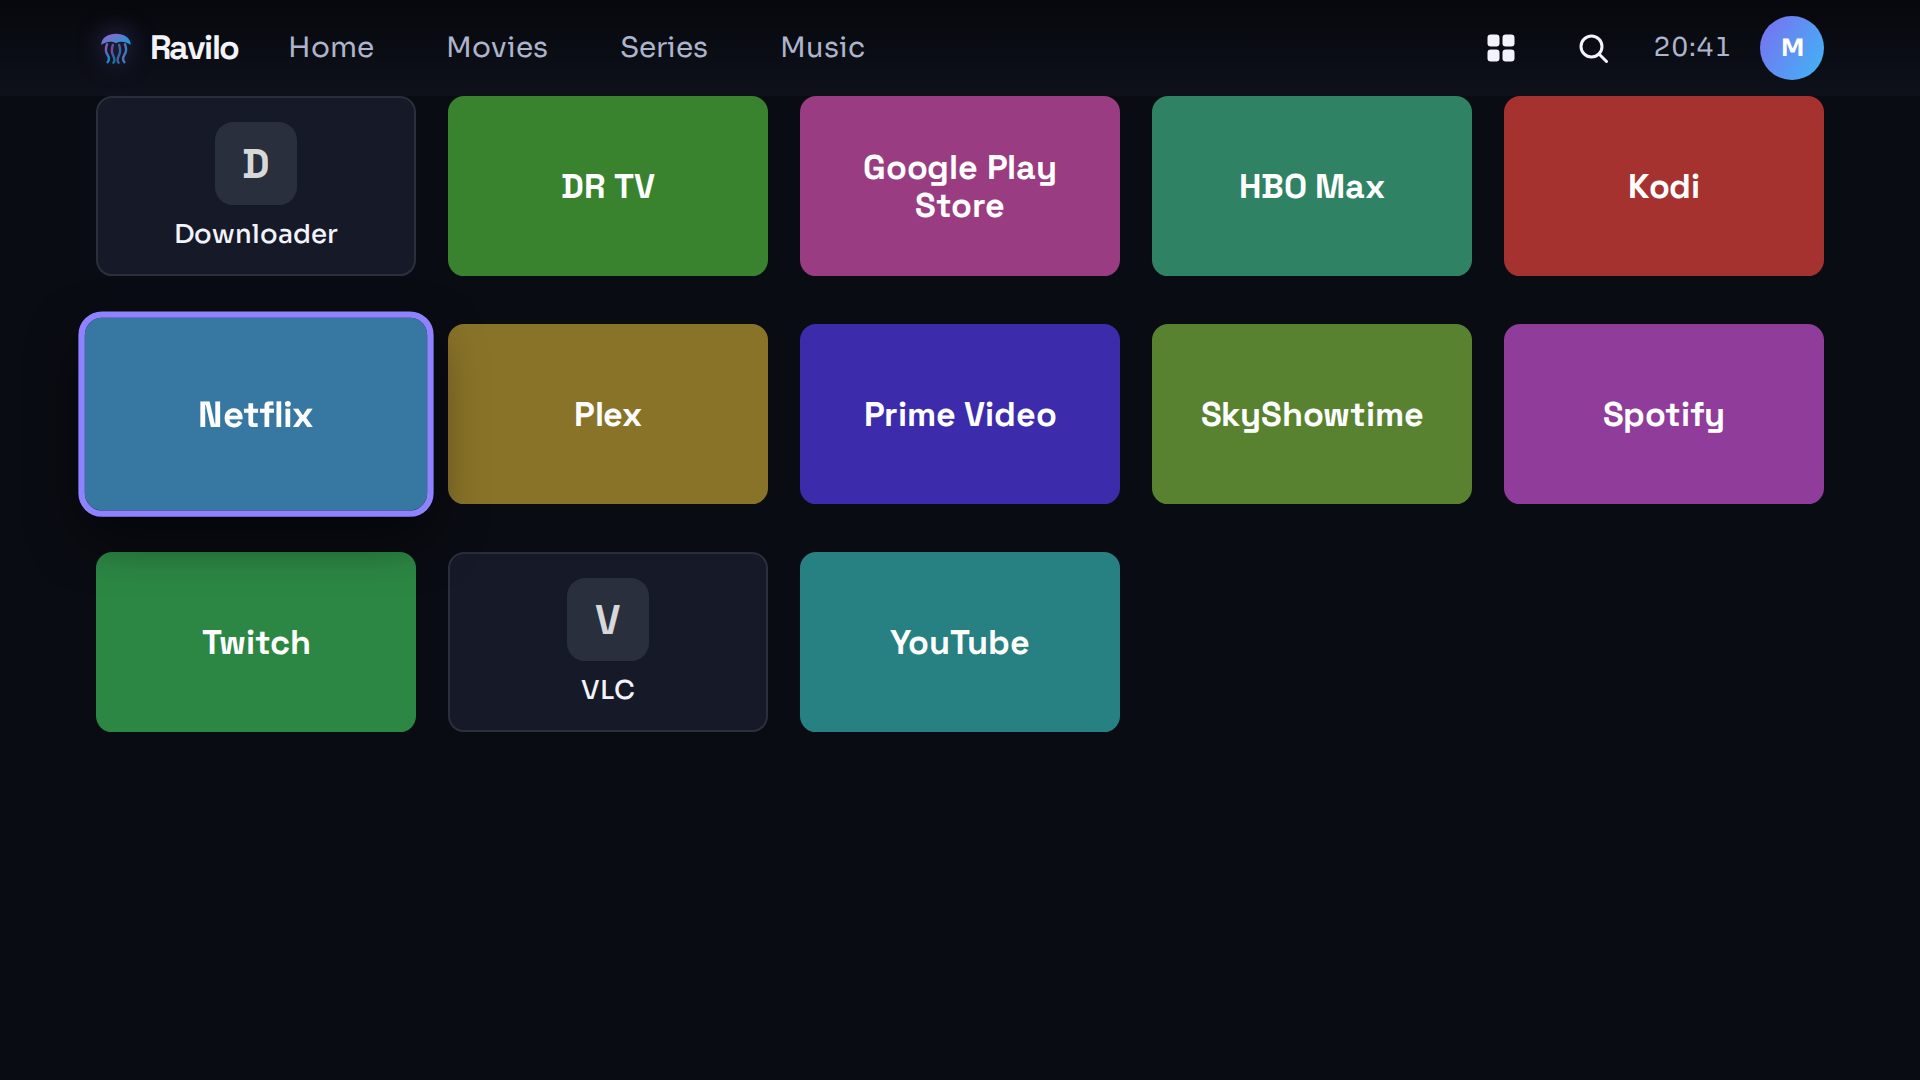 Ravilo
Home
Movies
Series
Music
20:41
M
D
Downloader
DR TV
Google Play
Store
HBO Max
Kodi
Netflix
Plex
Prime Video
SkyShowtime
Spotify
Twitch
V
VLC
YouTube